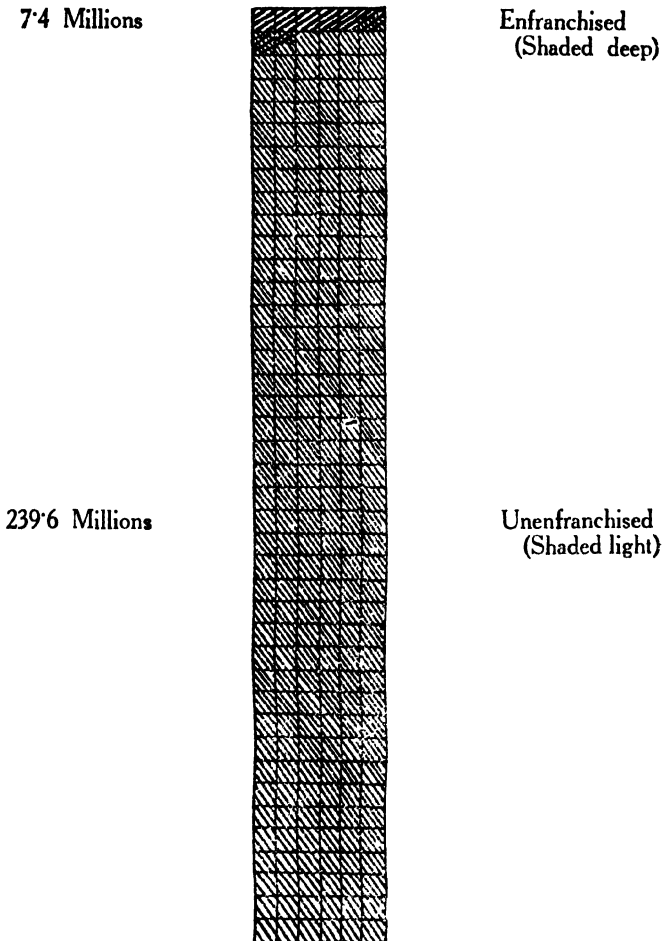 7·4 Millions
Enfranchised
(Shaded deep)
239·6 Millions
Unenfranchised
(Shaded light)